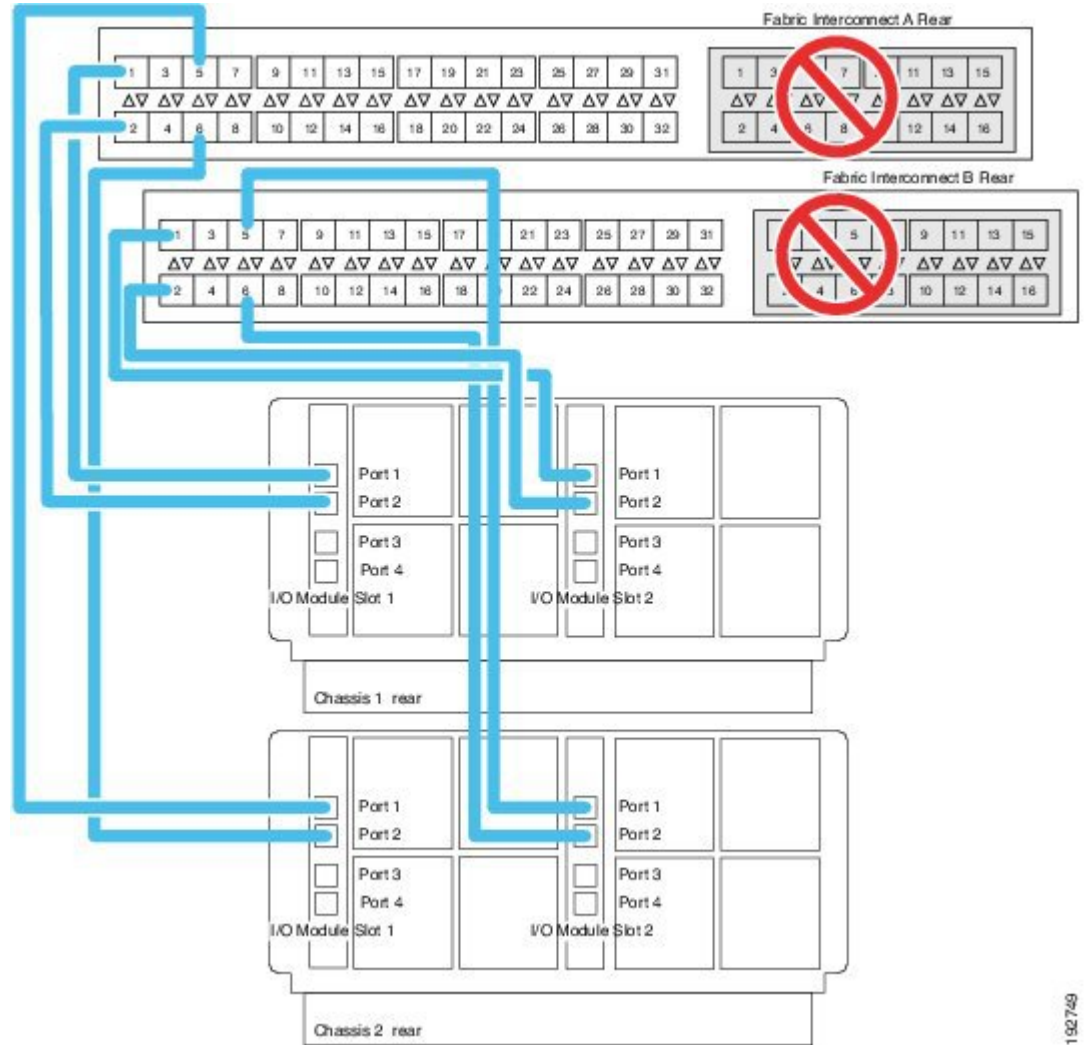 Fabric Interconnect A Rear
1 3 5 7 9 11 13 15 17 19 21 23 25 27 29 31 1 3 7 11 13 15
2 4 6 8 10 12 14 16 18 20 22 24 26 28 30 32 2 4 6 8 12 14 16
Fabric Interconnect B Rear
1 3 5 7 9 11 13 15 17 21 23 25 27 29 31 5 9 11 13 15
2 4 6 8 10 12 14 16 18 22 24 26 28 30 32 4 6 10 12 14 16
Port 1 Port 1
Port 2 Port 2
Port 3 Port 3
Port 4 Port 4
I/O Module Slot 1 I/O Module Slot 2
Chassis 1 rear
Port 1 Port 1
Port 2 Port 2
Port 3 Port 3
Port 4 Port 4
I/O Module Slot 1 I/O Module Slot 2
Chassis 2 rear
192749